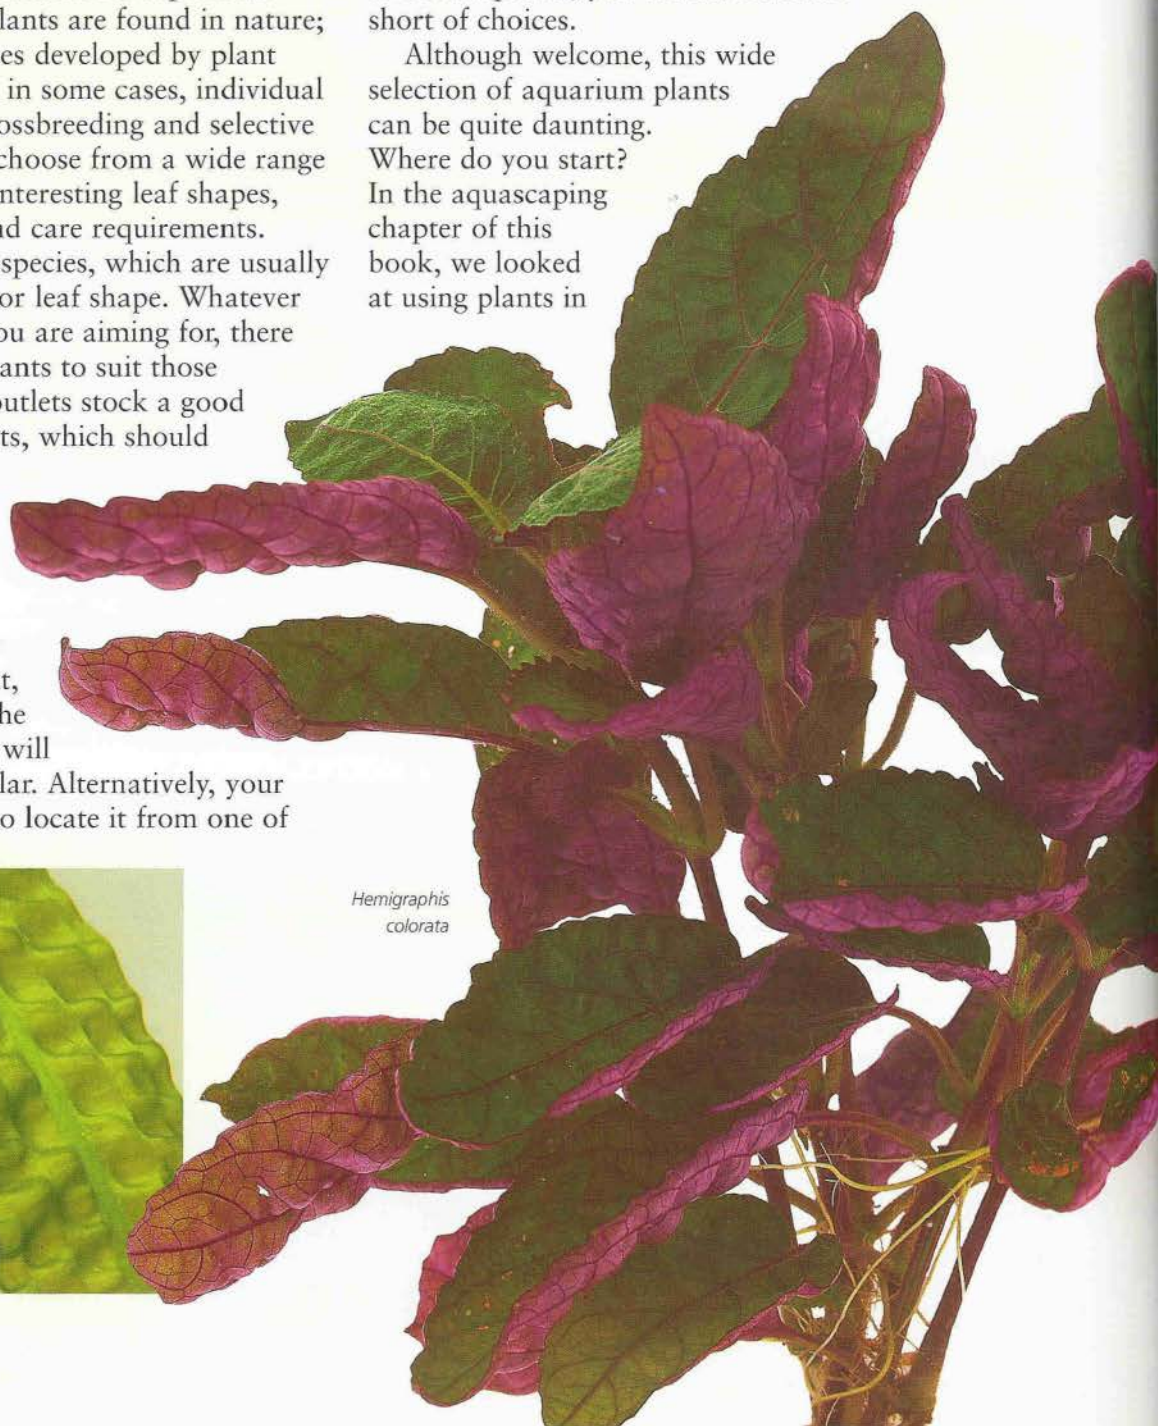 lants are found in nature;
es developed by plant
in some cases, individual
ossbreeding and selective
choose from a wide range
nteresting leaf shapes,
nd care requirements.
species, which are usually
or leaf shape. Whatever
ou are aiming for, there
ants to suit those
outlets stock a good
ts, which should
t,
he
will
lar. Alternatively, your
o locate it from one of
short of choices.
Although welcome, this wide
selection of aquarium plants
can be quite daunting.
Where do you start?
In the aquascaping
chapter of this
book, we looked
at using plants in
Hemigraphis
colorata